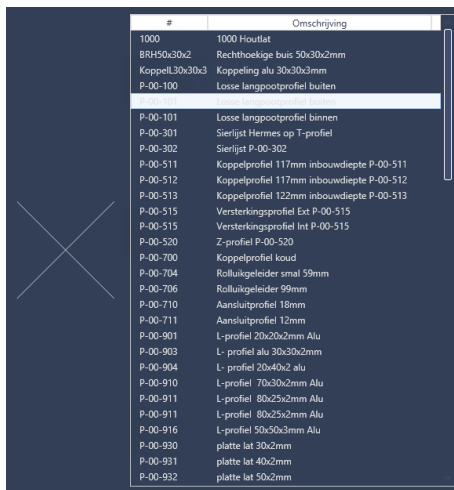 # Omschrijving
1000 1000 Houtlat
BRH50x30x2 Rechthoekige buis 50x30x2mm
KoppelL30x30x3 Koppeling alu 30x30x3mm
P-00-100 Losse langpootprofiel buiten
P-00-101 Losse langpootprofiel buiten
P-00-101 Losse langpootprofiel binnen
P-00-301 Sierlijst Hermes op T-profiel
P-00-302 Sierlijst P-00-302
P-00-511 Koppelprofiel 117mm inbouwdiepte P-00-511
P-00-512 Koppelprofiel 117mm inbouwdiepte P-00-512
P-00-513 Koppelprofiel 122mm inbouwdiepte P-00-513
P-00-515 Versterkingsprofiel Ext P-00-515
P-00-515 Versterkingsprofiel Int P-00-515
P-00-520 Z-profiel P-00-520
P-00-700 Koppelprofiel koud
P-00-704 Rolluikgeleider smal 59mm
P-00-706 Rolluikgeleider 99mm
P-00-710 Aansluitprofiel 18mm
P-00-711 Aansluitprofiel 12mm
P-00-901 L-profiel 20x20x2mm Alu
P-00-903 L- profiel alu 30x30x2mm
P-00-904 L- profiel 20x40x2 alu
P-00-910 L-profiel 70x30x2mm Alu
P-00-911 L-profiel 80x25x2mm Alu
P-00-911 L-profiel 80x25x2mm Alu
P-00-916 L-profiel 50x50x3mm Alu
P-00-930 platte lat 30x2mm
P-00-931 platte lat 40x2mm
P-00-932 platte lat 50x2mm